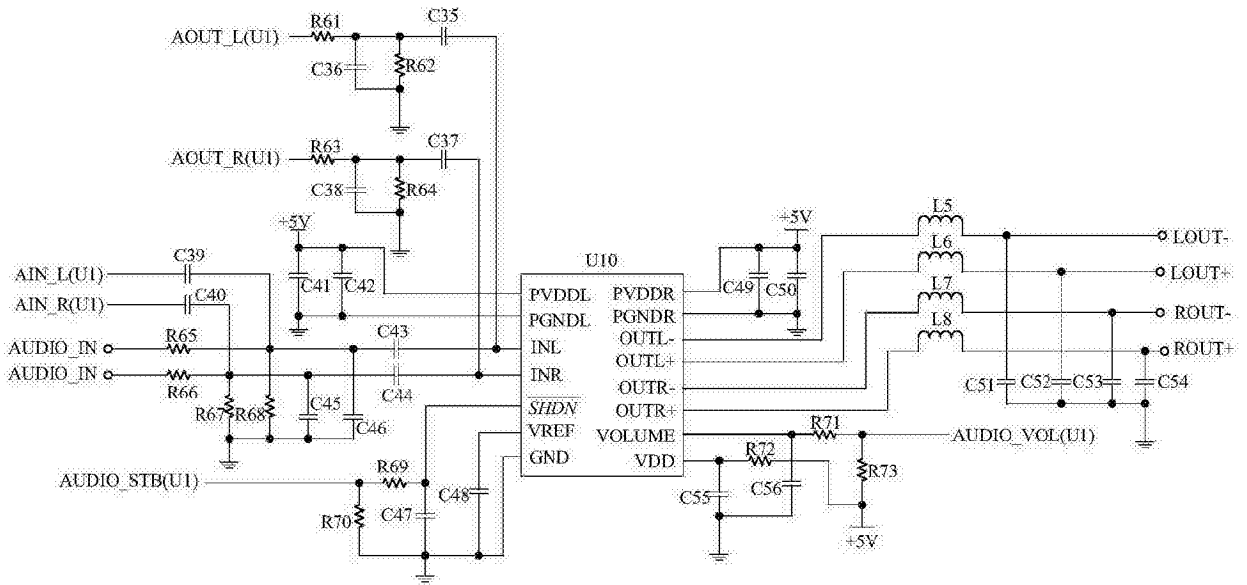 R61
C35
AOUT_L(U1)
C36
R62
R63
C37
AOUT_R(U1)
C38
R64
+5V
+5V
L5
LOUT-
C39
U10
L6
AIN_L(U1)
C41
C42
PVDDL
PVDDR
C49
C50
LOUT+
AIN_R(U1)
C40
L7
PGNDL
PGNDR
ROUT-
R65
C43
OUTL-
L8
AUDIO_IN
INL
OUTL+
ROUT+
AUDIO_IN
INR
OUTR-
R66
C44
C51
C52
C53
C54
R67
R68
C45
C46
SHDN
OUTR+
VREF
VOLUME
R71
AUDIO_VOL(U1)
GND
VDD
R72
R73
R69
AUDIO_STB(U1)
C48
C55
C56
R70
C47
+5V